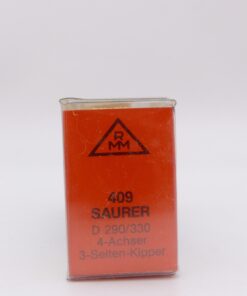 R
MM
409
SAURER
D 290/330
4-Achser
3-Seiten-Kipper